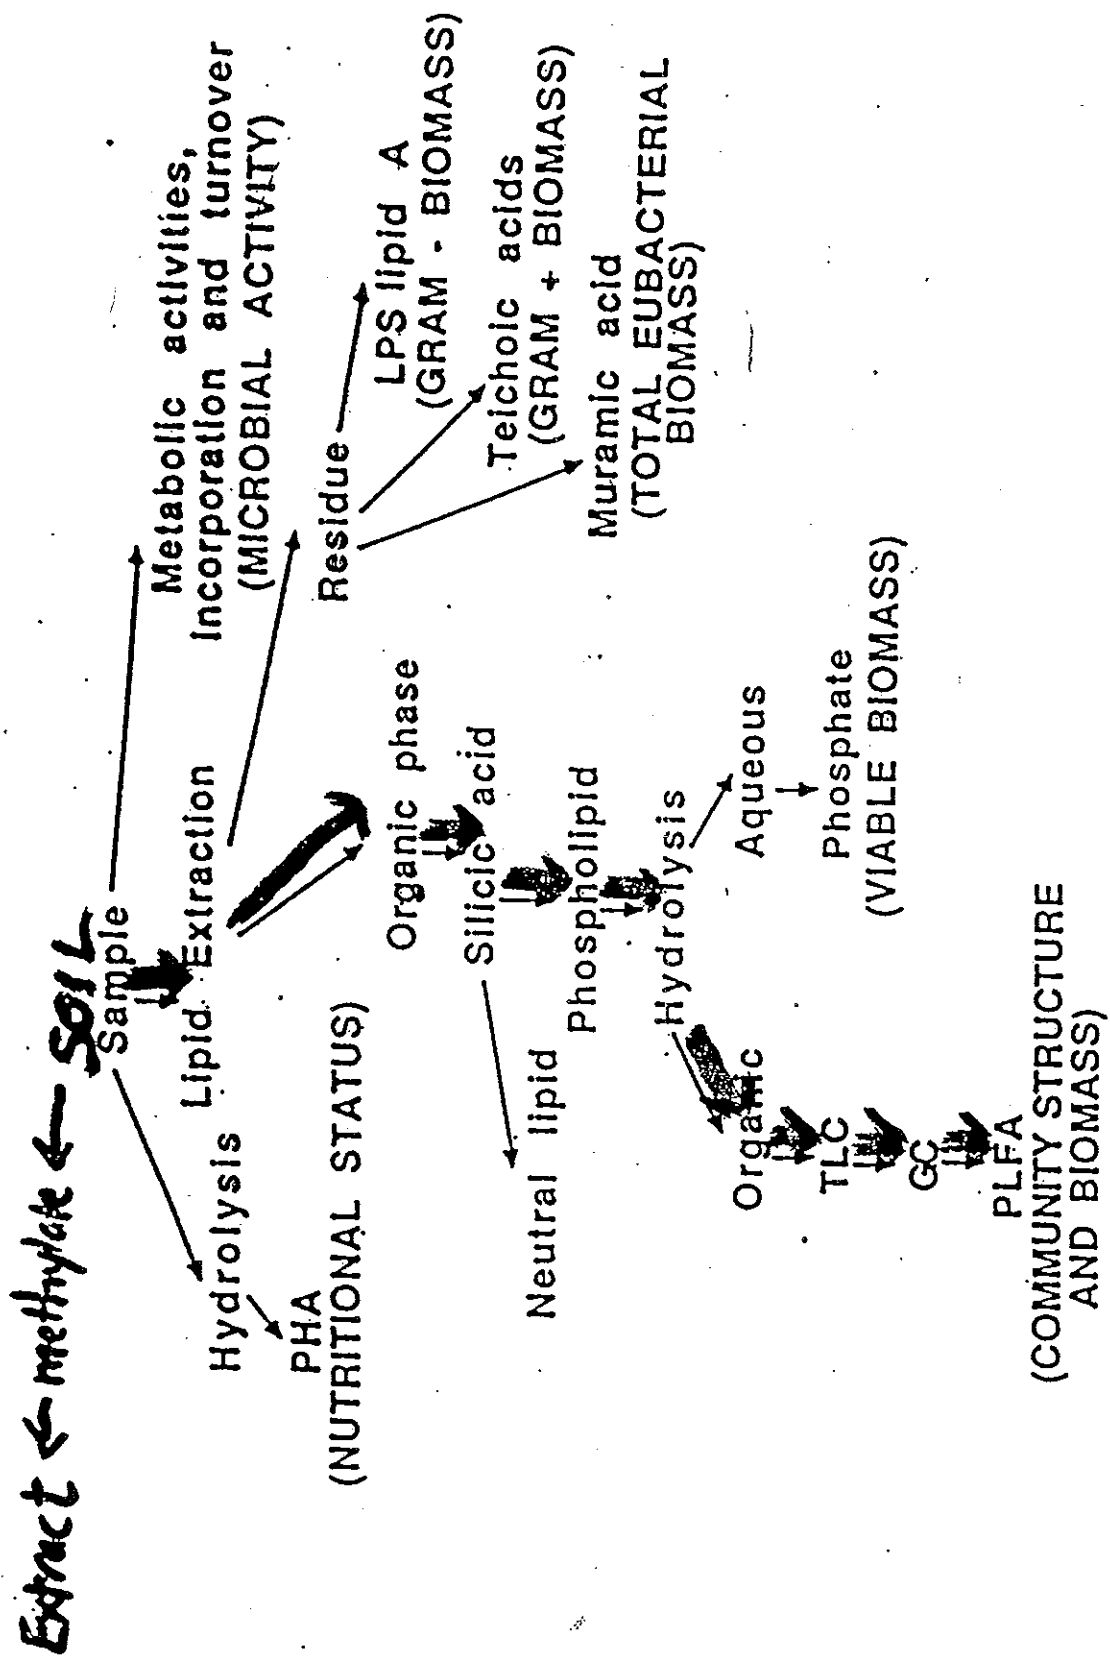 Extract ← methylate ← SOIL
Sample
Metabolic activities,
incorporation and turnover
(MICROBIAL ACTIVITY)
Lipid Extraction
Hydrolysis
PHA
(NUTRITIONAL STATUS)
Residue
LPS lipid A
(GRAM - BIOMASS)
Teichoic acids
(GRAM + BIOMASS)
Muramic acid
(TOTAL EUBACTERIAL
BIOMASS)
Organic phase
Silicic acid
Neutral lipid
Phospholipid
Hydrolysis
Organic
Aqueous
TLC
Phosphate
(VIABLE BIOMASS)
GC
PLFA
(COMMUNITY STRUCTURE
AND BIOMASS)